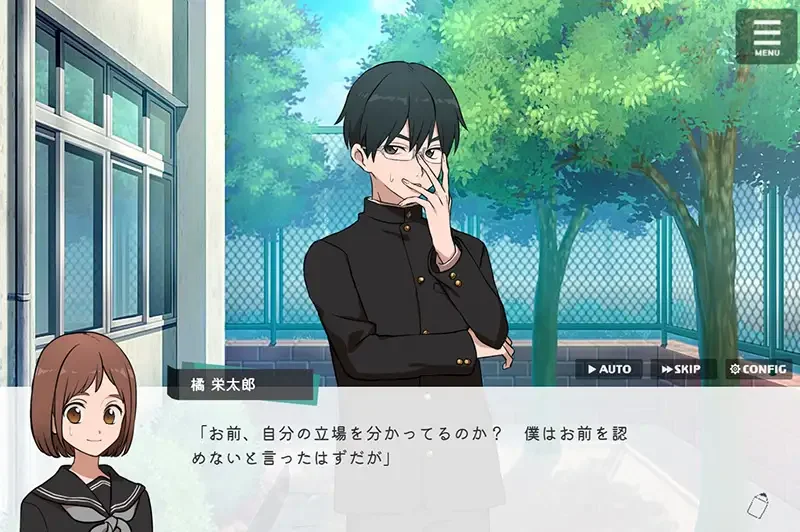 MENU
AUTO
SKIP
CONFIG
橘 栄太郎
「お前、自分の立場を分かってるのか？　僕はお前を認
めないと言ったはずだが」